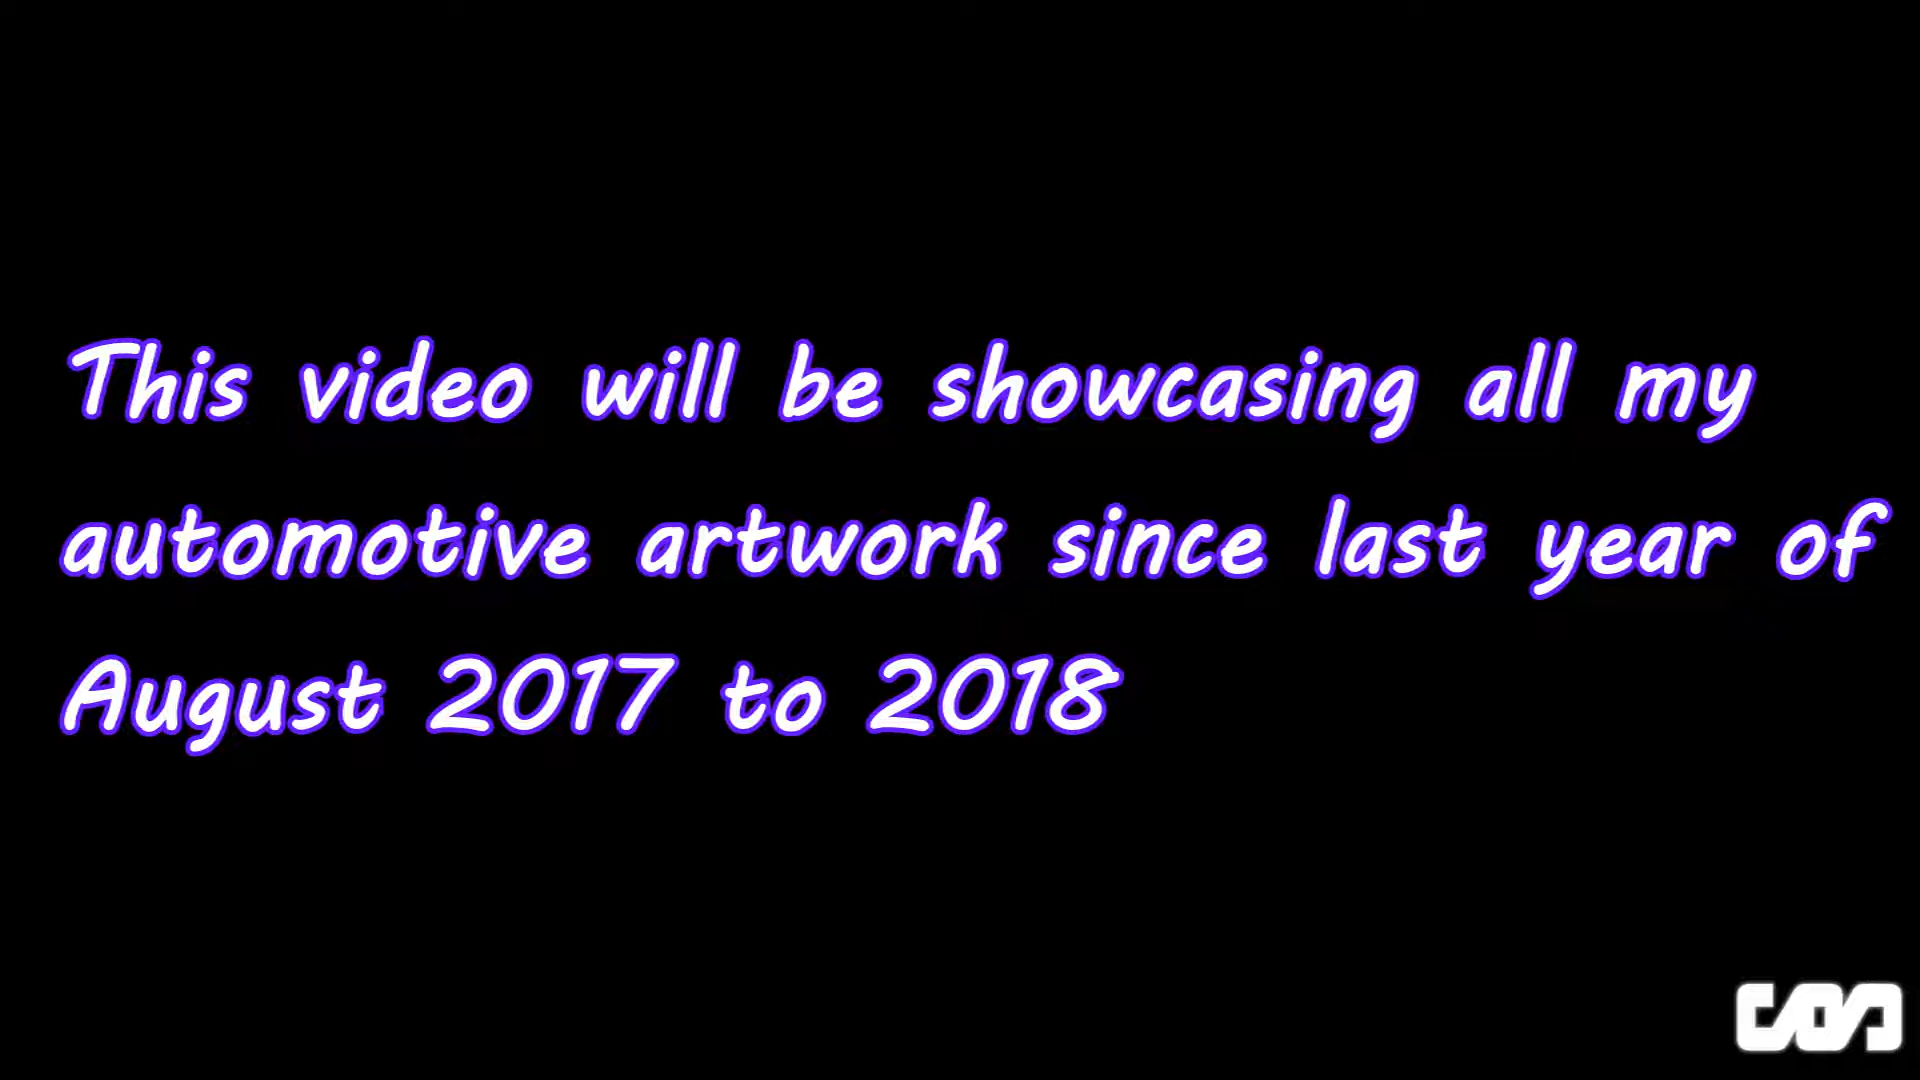 This video will be showcasing all my
automotive artwork since last year of
August 2017 to 2018